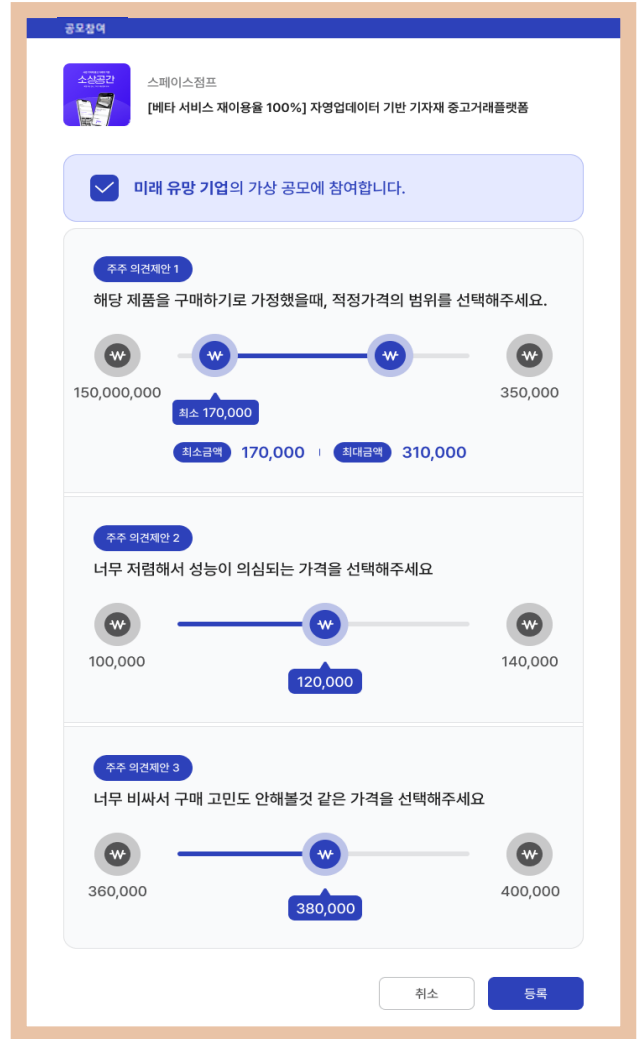 공모참여
소상공간
스페이스점프
[베타 서비스 재이용율 100%] 자영업데이터 기반 기자재 중고거래플랫폼
미래 유망 기업의 가상 공모에 참여합니다.
주주 의견제안 1
해당 제품을 구매하기로 가정했을때, 적정가격의 범위를 선택해주세요.
150,000,000
350,000
최소 170,000
최소금액 170,000 최대금액 310,000
주주 의견제안 2
너무 저렴해서 성능이 의심되는 가격을 선택해주세요
100,000
140,000
120,000
주주 의견제안 3
너무 비싸서 구매 고민도 안해볼것 같은 가격을 선택해주세요
360,000
400,000
380,000
취소 등록